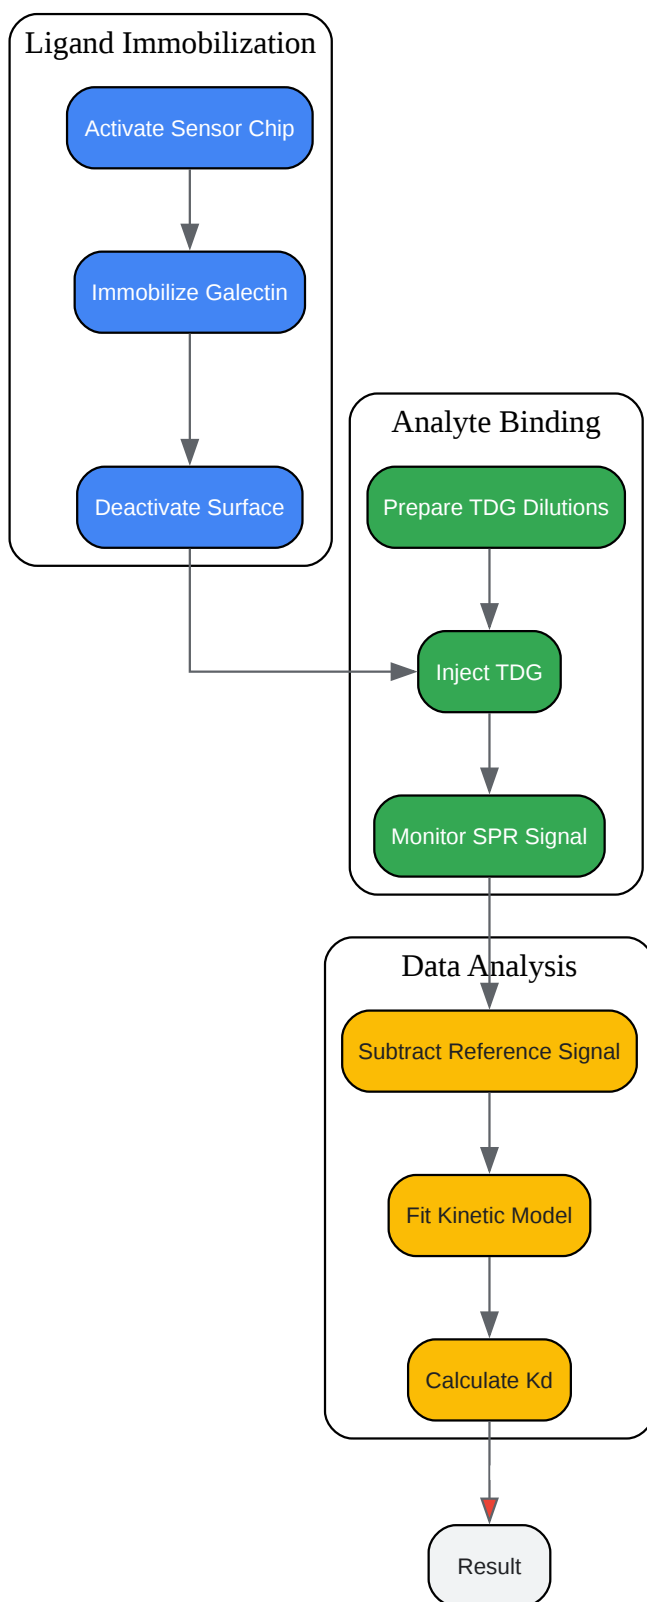 Ligand Immobilization
Activate Sensor Chip
Immobilize Galectin
Deactivate Surface
Analyte Binding
Prepare TDG Dilutions
Inject TDG
Monitor SPR Signal
Data Analysis
Subtract Reference Signal
Fit Kinetic Model
Calculate Kd
Result